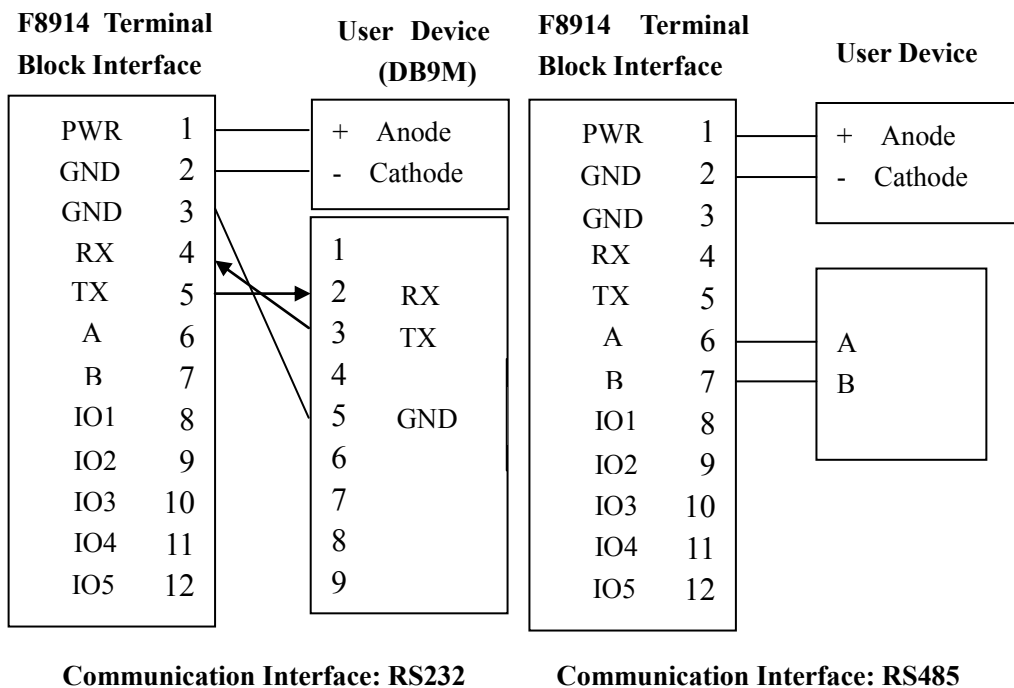 F8914 Terminal
Block Interface
PWR 1
GND 2
GND 3
RX 4
TX 5
A 6
B 7
IO1 8
IO2 9
IO3 10
IO4 11
IO5 12
User Device
(DB9M)
+ Anode
- Cathode
1
2 RX
3 TX
4
5 GND
6
7
8
9
Communication Interface: RS232
F8914 Terminal
Block Interface
PWR 1
GND 2
GND 3
RX 4
TX 5
A 6
B 7
IO1 8
IO2 9
IO3 10
IO4 11
IO5 12
User Device
+ Anode
- Cathode
A
B
Communication Interface: RS485